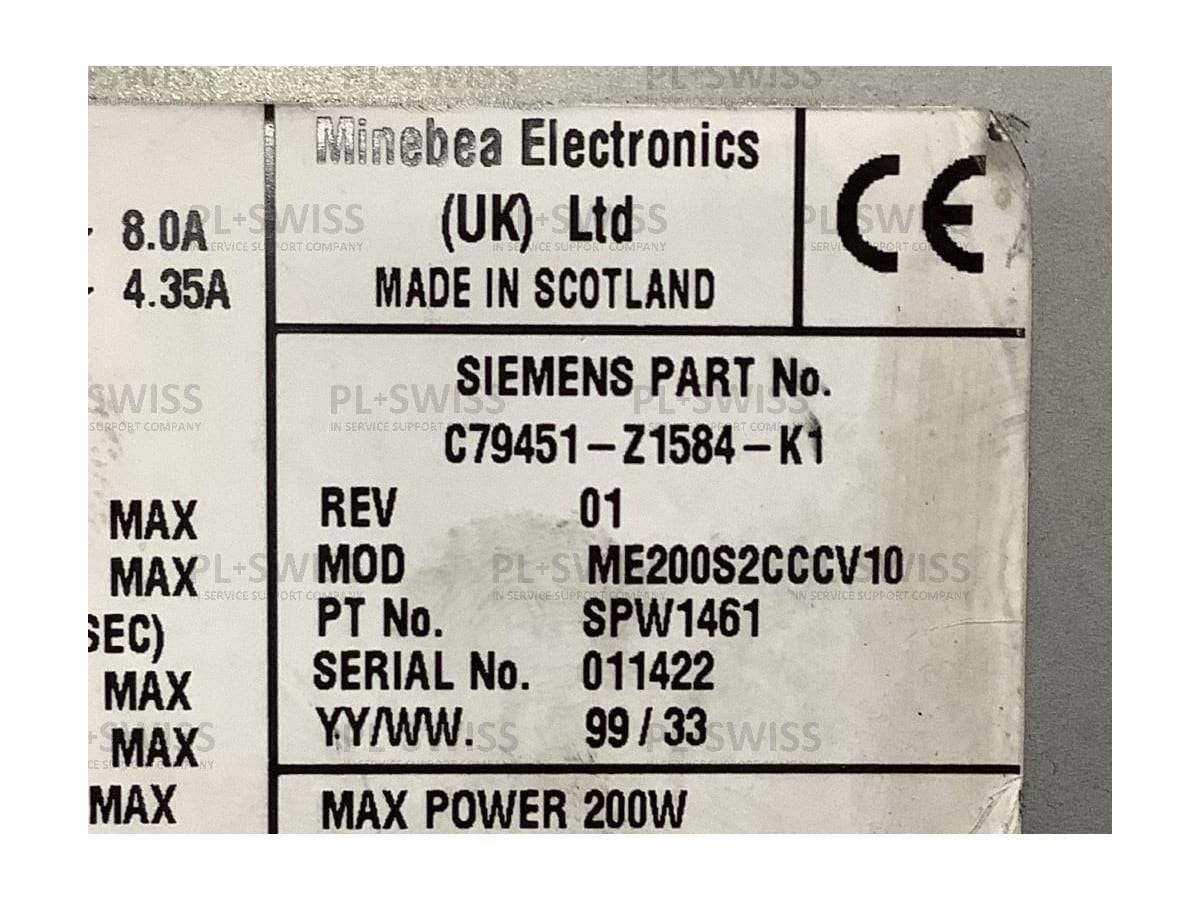 Minebea Electronics
(UK) Ltd
MADE IN SCOTLAND
CE
8.0A
4.35A
SIEMENS PART No.
C79451-Z1584-K1
REV 01
MOD ME200S2CCCV10
PT No. SPW1461
SERIAL No. 011422
YY/WW. 99/33
MAX POWER 200W
MAX
MAX
SEC)
MAX
MAX
MAX
PL+SWISS
IN SERVICE SUPPORT COMPANY